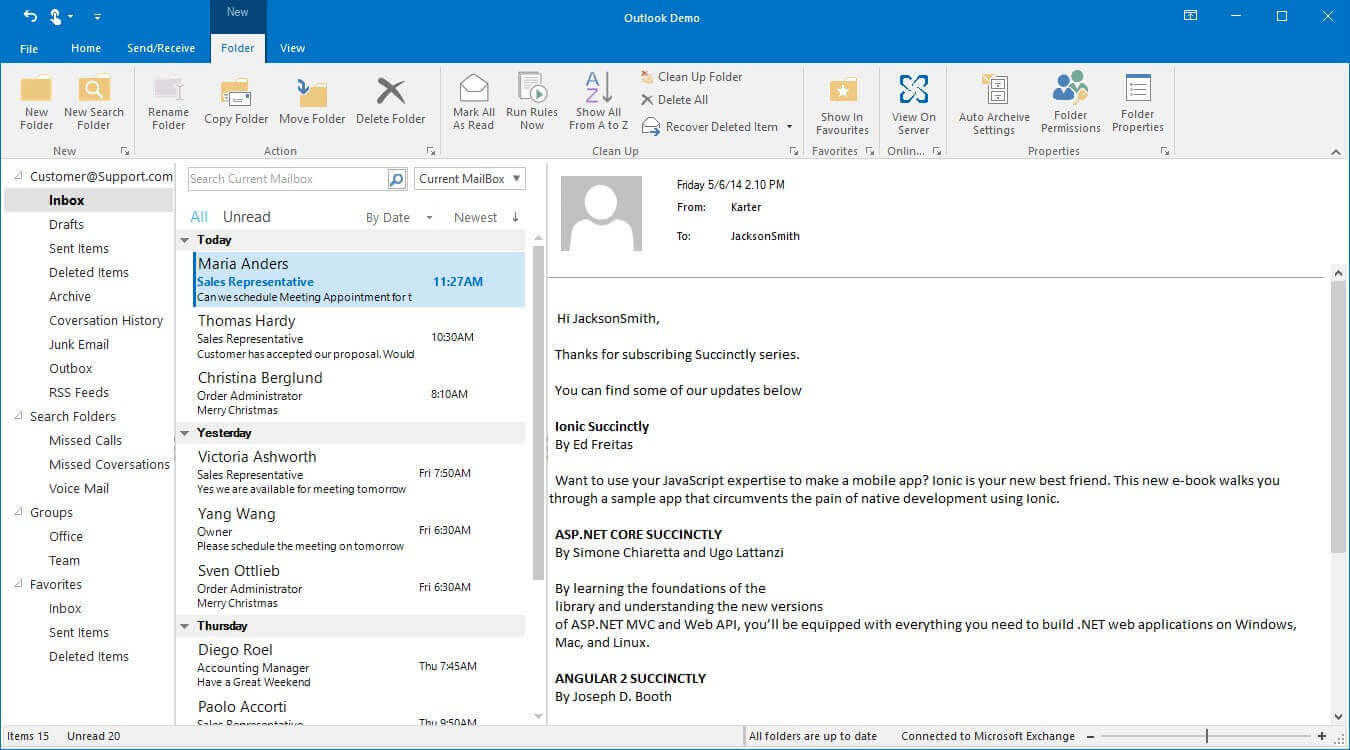 New
Outlook Demo
File
Home
Send/Receive
Folder
View
New
Folder
New Search
Folder
Rename
Folder
Copy Folder
Move Folder
Delete Folder
Mark All
As Read
Run Rules
Now
A
Z
Show All
From A to Z
Clean Up Folder
Delete All
Recover Deleted Item
Show In
Favourites
View On
Server
Auto Archeive
Settings
Folder
Permissions
Folder
Properties
New
Action
Clean Up
Favorites
Onlin...
Properties
Customer@Support.com
Inbox
Drafts
Sent Items
Deleted Items
Archive
Coversation History
Junk Email
Outbox
RSS Feeds
Search Folders
Missed Calls
Missed Coversations
Voice Mail
Groups
Office
Team
Favorites
Inbox
Sent Items
Deleted Items
Search Current Mailbox
Current MailBox
All
Unread
By Date
Newest
Today
Maria Anders
Sales Representative
11:27AM
Can we schedule Meeting Appointment for t
Thomas Hardy
Sales Representative
10:30AM
Customer has accepted our proposal. Would
Christina Berglund
Order Administrator
8:10AM
Merry Christmas
Yesterday
Victoria Ashworth
Sales Representative
Fri 7:50AM
Yes we are available for meeting tomorrow
Yang Wang
Owner
Fri 6:30AM
Please schedule the meeting on tomorrow
Sven Ottlieb
Order Administrator
Fri 6:30AM
Merry Christmas
Thursday
Diego Roel
Accounting Manager
Thu 7:45AM
Have a Great Weekend
Paolo Accorti
Sales Representative
Thu 9:50AM
Friday 5/6/14 2.10 PM
From: Karter
To: JacksonSmith
Hi JacksonSmith,
Thanks for subscribing Succinctly series.
You can find some of our updates below
Ionic Succinctly
By Ed Freitas
Want to use your JavaScript expertise to make a mobile app? Ionic is your new best friend. This new e-book walks you
through a sample app that circumvents the pain of native development using Ionic.
ASP.NET CORE SUCCINCTLY
By Simone Chiaretta and Ugo Lattanzi
By learning the foundations of the
library and understanding the new versions
of ASP.NET MVC and Web API, you'll be equipped with everything you need to build .NET web applications on Windows,
Mac, and Linux.
ANGULAR 2 SUCCINCTLY
By Joseph D. Booth
Items 15
Unread 20
All folders are up to date
Connected to Microsoft Exchange